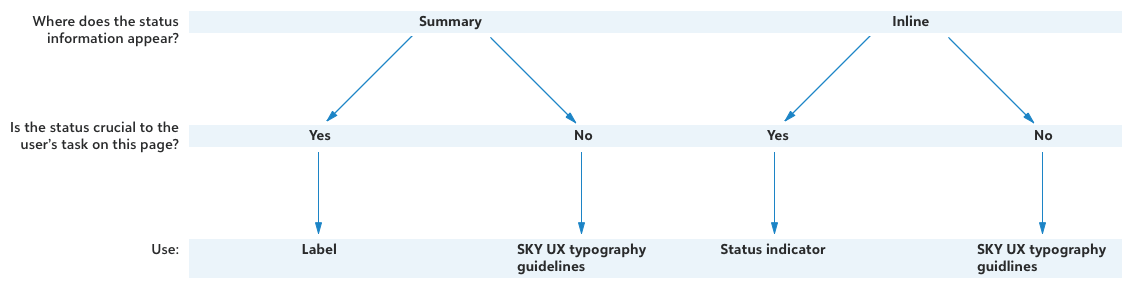 Where does the status
information appear?
Summary
Inline
Is the status crucial to the
user's task on this page?
Yes
No
Yes
No
Use:
Label
SKY UX typography
guidelines
Status indicator
SKY UX typography
guidlines